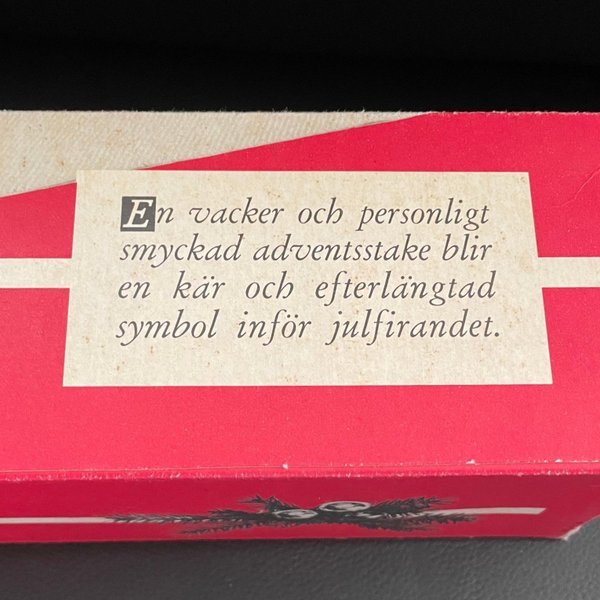 En vacker och personligt
smyckad adventsstake blir
en kär och efterlängtad
symbol inför julfirandet.